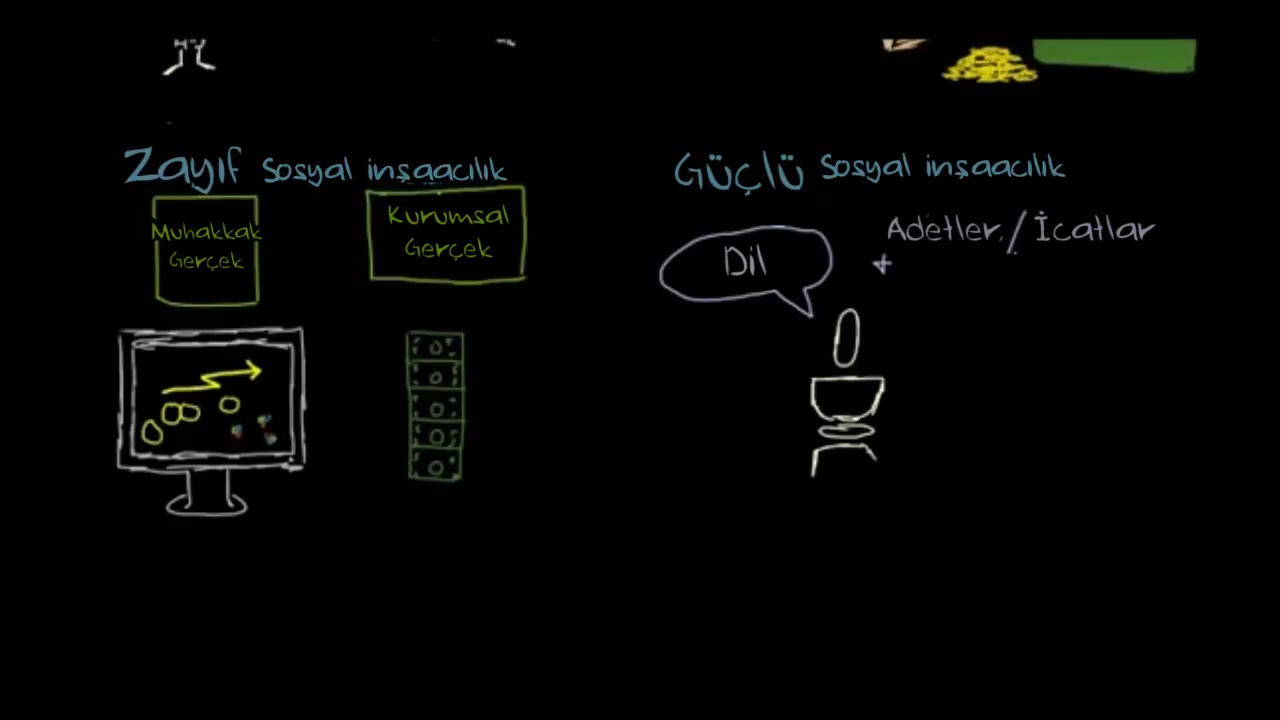 Zayıf Sosyal inşaacılık
Muhakkak
Gerçek
Kurumsal
Gerçek
Güçlü Sosyal inşaacılık
Dil
+
Adetler/İcatlar